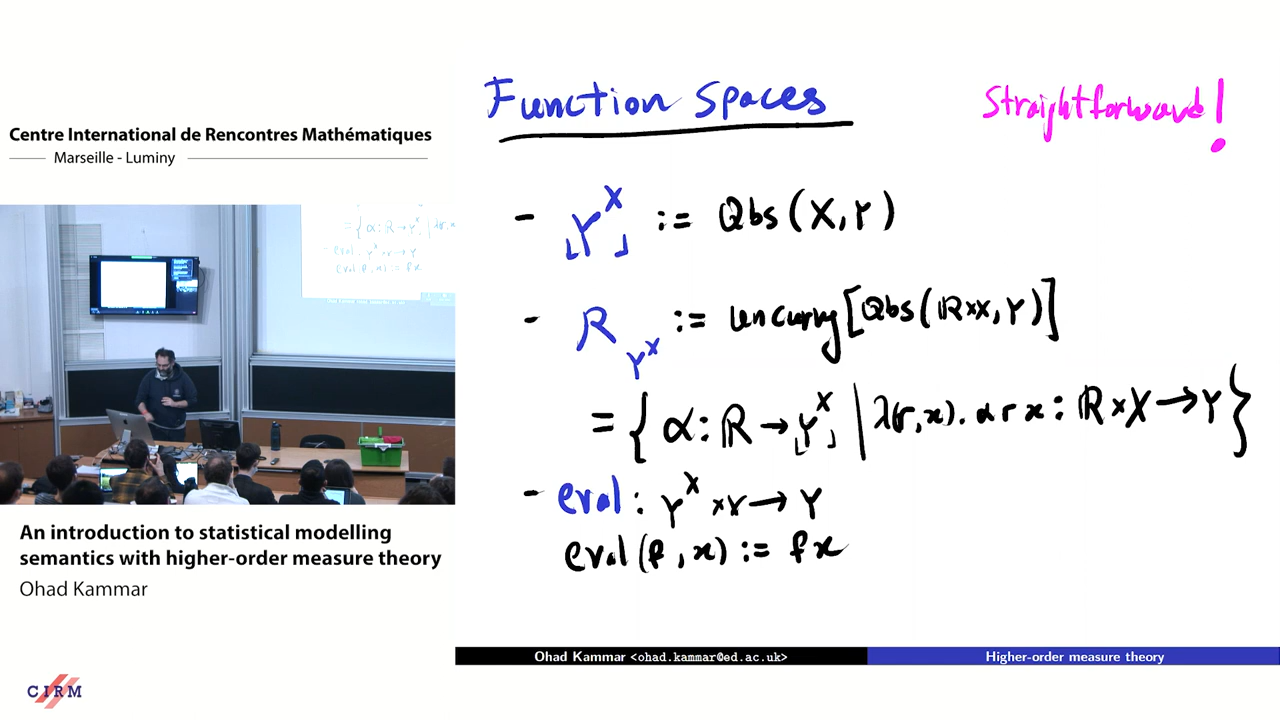 Centre International de Rencontres Mathématiques
Marseille - Luminy
An introduction to statistical modelling
semantics with higher-order measure theory
Ohad Kammar
CIRM
Function Spaces
Straightforward!
- ⌊Y^X⌋ := Qbs(X, Y)
- R_{Y^X} := uncurry[Qbs(ℝ×X, Y)]
= { α : ℝ → ⌊Y^X⌋ | λ(r, x). α r x : ℝ×X → Y }
- eval : Y^X × X → Y
eval(f, x) := f x
Ohad Kammar <ohad.kammar@ed.ac.uk>
Higher-order measure theory